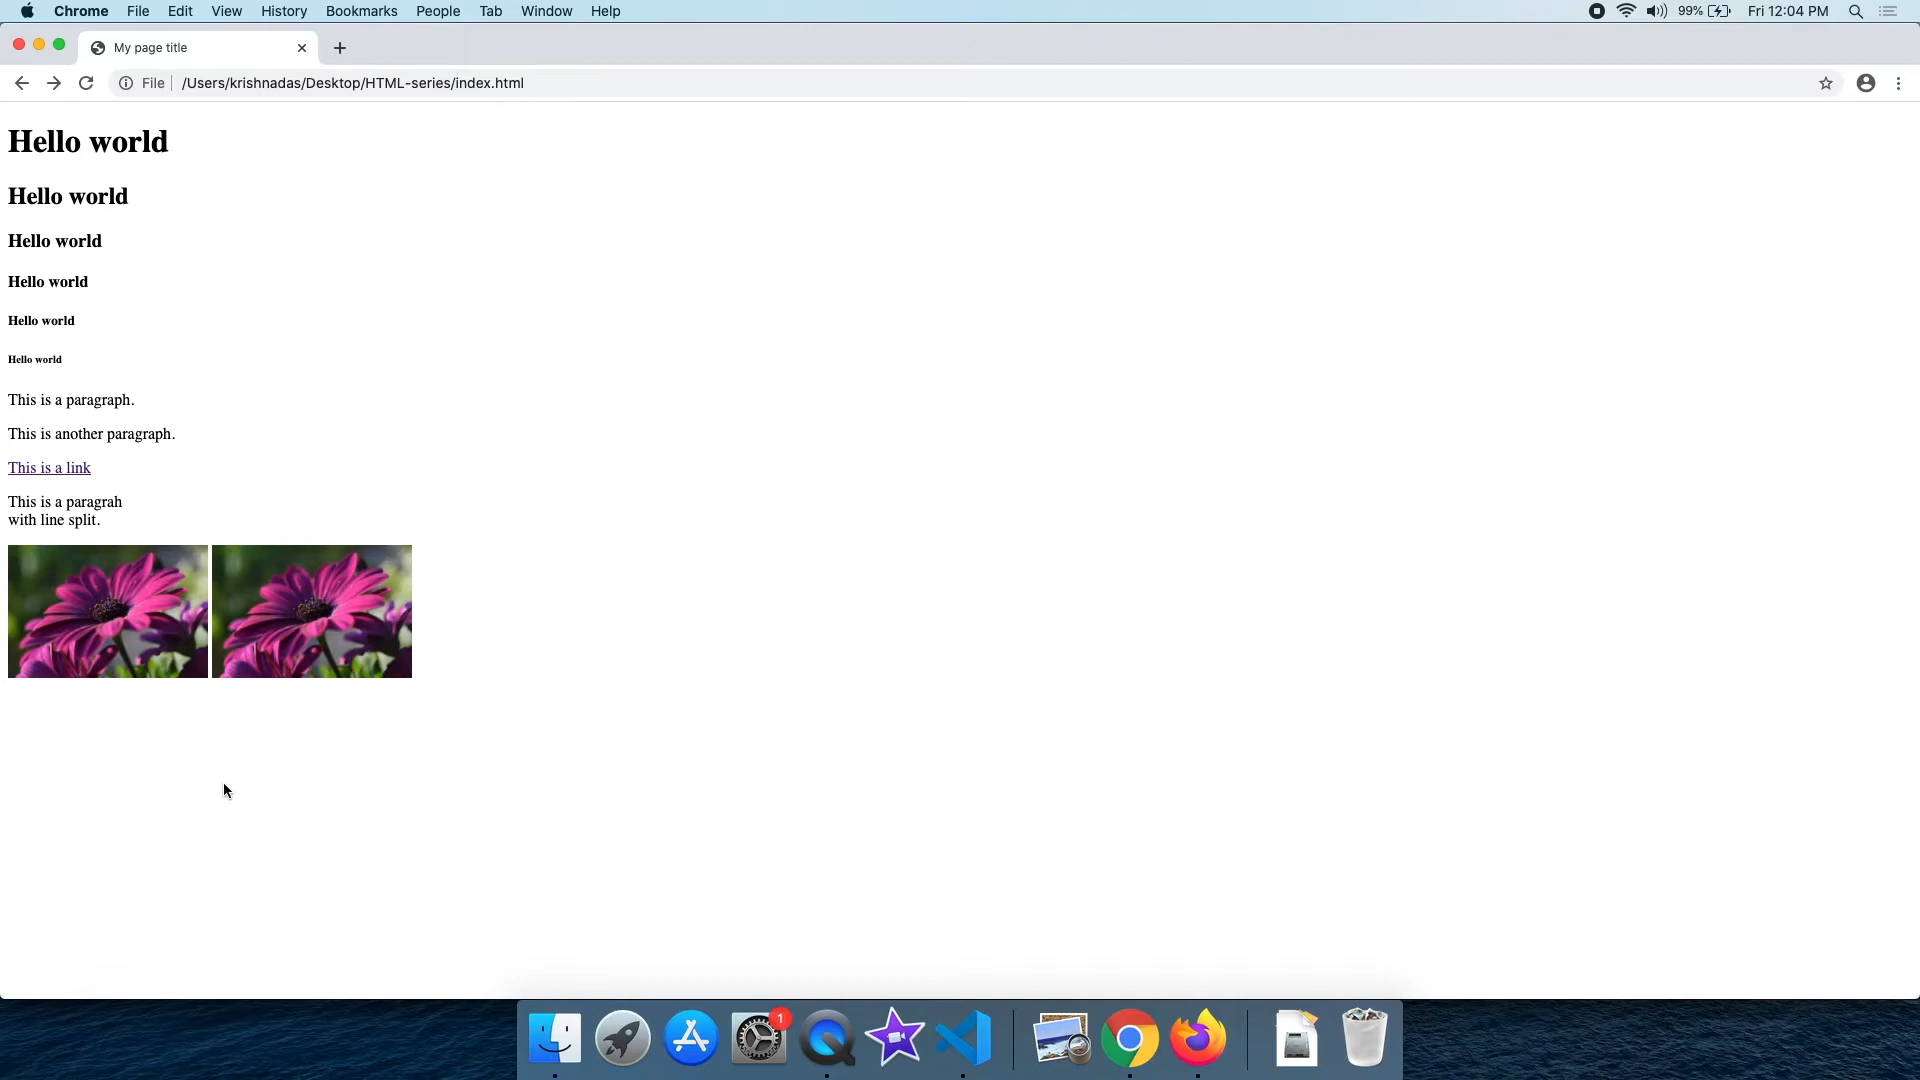 Chrome File Edit View History Bookmarks People Tab Window Help 99% Fri 12:04 PM
My page title
File /Users/krishnadas/Desktop/HTML-series/index.html
Hello world
Hello world
Hello world
Hello world
Hello world
Hello world
This is a paragraph.
This is another paragraph.
This is a link
This is a paragrah
with line split.
1